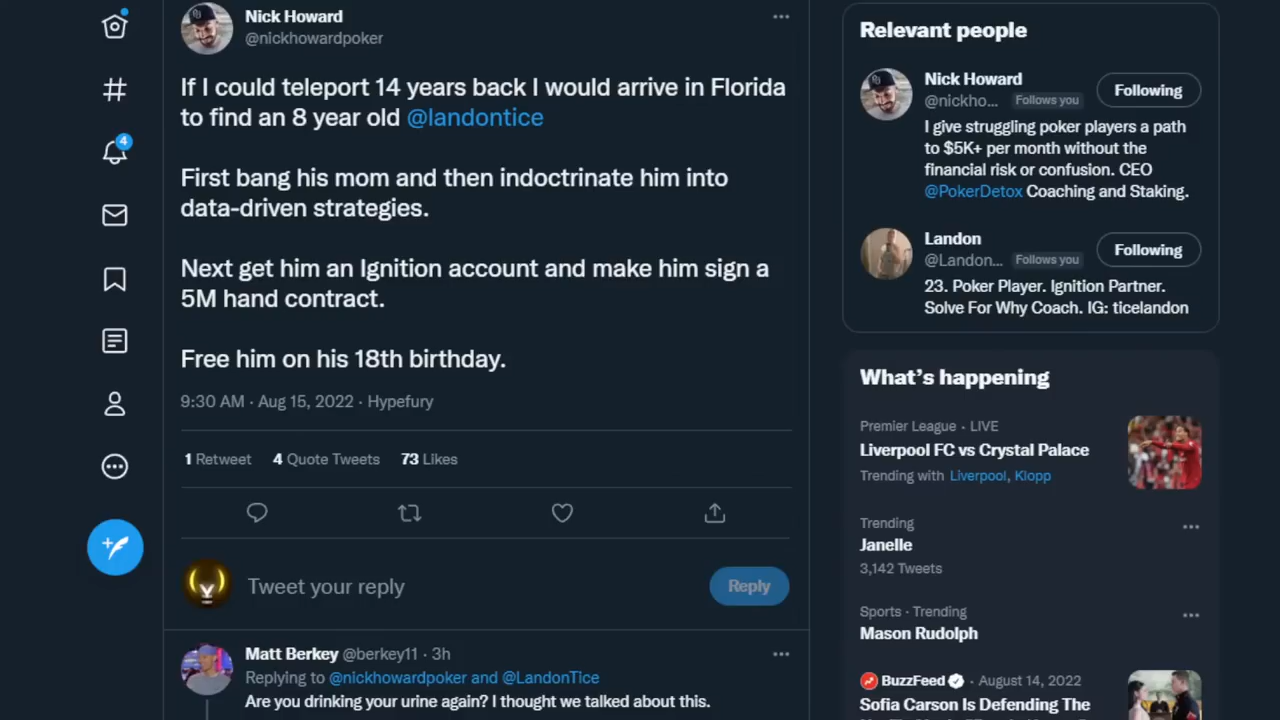 Nick Howard
@nickhowardpoker
If I could teleport 14 years back I would arrive in Florida
to find an 8 year old @landontice
First bang his mom and then indoctrinate him into
data-driven strategies.
Next get him an Ignition account and make him sign a
5M hand contract.
Free him on his 18th birthday.
9:30 AM · Aug 15, 2022 · Hypefury
1 Retweet 4 Quote Tweets 73 Likes
Tweet your reply
Reply
Matt Berkey @berkey11 · 3h
Replying to @nickhowardpoker and @LandonTice
Are you drinking your urine again? I thought we talked about this.
4
Relevant people
Nick Howard
@nickho... Follows you
Following
I give struggling poker players a path
to $5K+ per month without the
financial risk or confusion. CEO
@PokerDetox Coaching and Staking.
Landon
@Landon... Follows you
Following
23. Poker Player. Ignition Partner.
Solve For Why Coach. IG: ticelandon
What's happening
Premier League · LIVE
Liverpool FC vs Crystal Palace
Trending with Liverpool, Klopp
Trending
Janelle
3,142 Tweets
Sports · Trending
Mason Rudolph
BuzzFeed · August 14, 2022
Sofia Carson Is Defending The